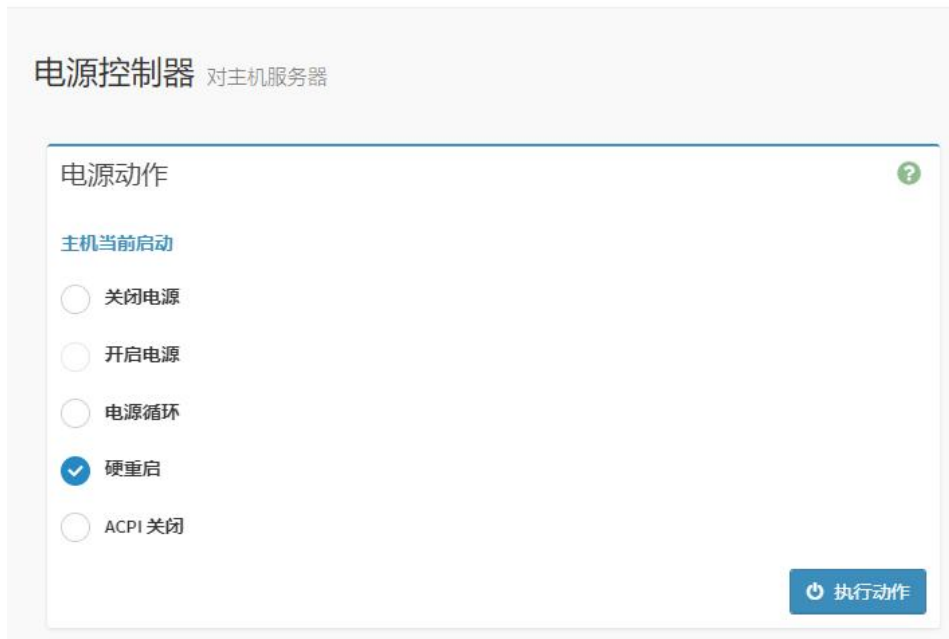 电源控制器 对主机服务器
电源动作
主机当前启动
关闭电源
开启电源
电源循环
硬重启
ACPI 关闭
执行动作